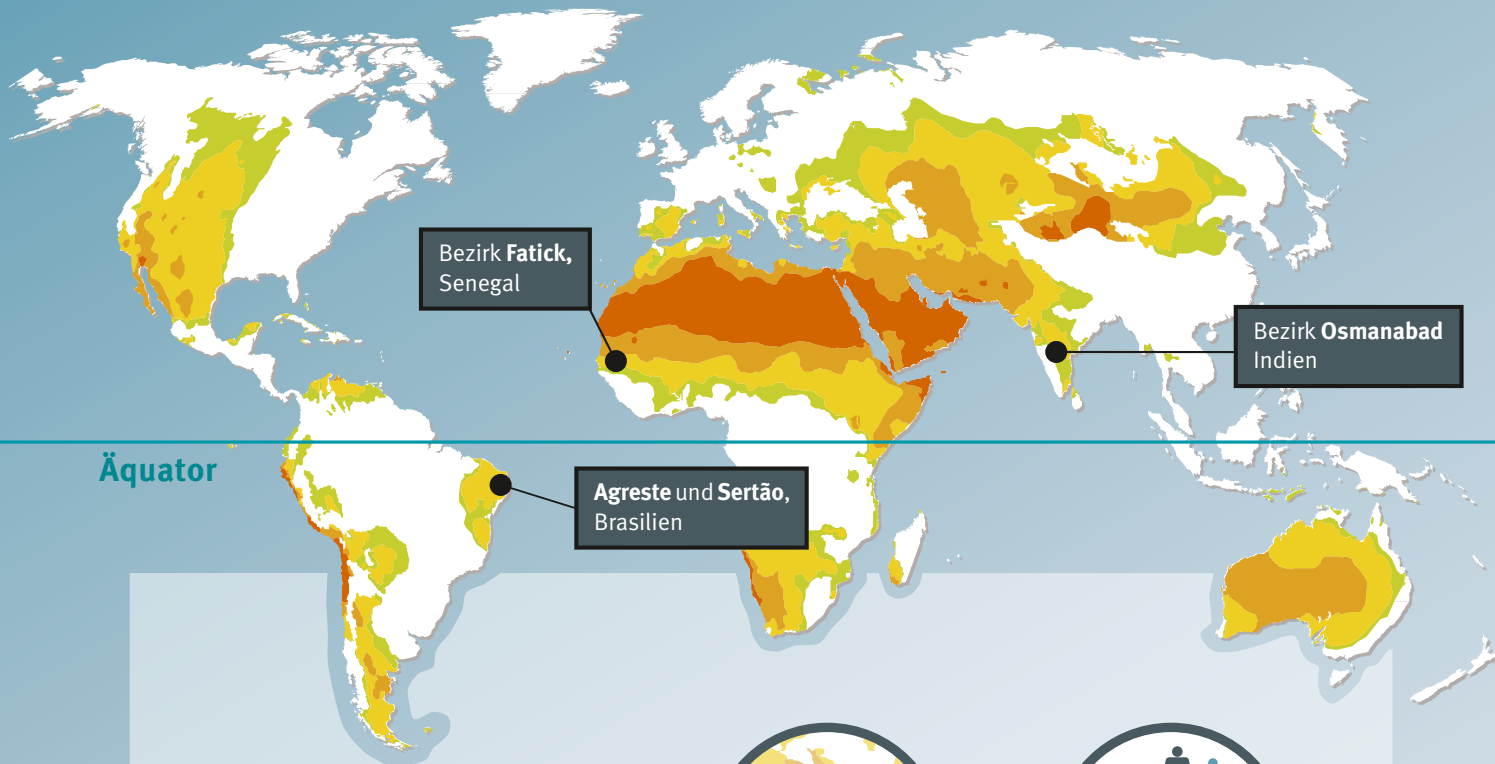 Bezirk Fatick,
Senegal
Bezirk Osmanabad
Indien
Äquator
Agreste und Sertão,
Brasilien